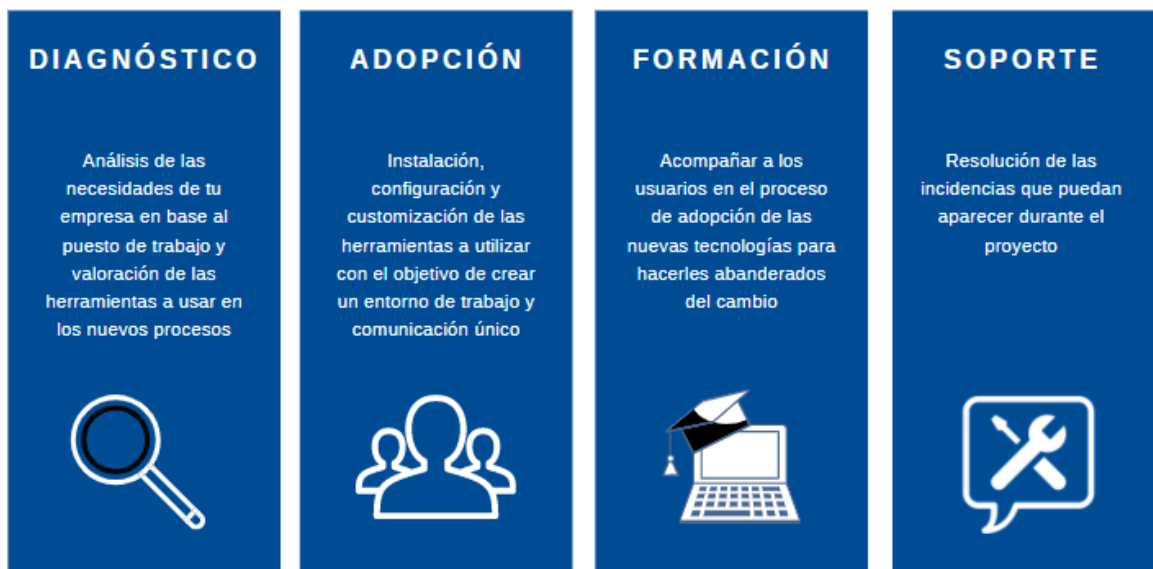 DIAGNÓSTICO
Análisis de las
necesidades de tu
empresa en base al
puesto de trabajo y
valoración de las
herramientas a usar en
los nuevos procesos
ADOPCIÓN
Instalación,
configuración y
customización de las
herramientas a utilizar
con el objetivo de crear
un entorno de trabajo y
comunicación único
FORMACIÓN
Acompañar a los
usuarios en el proceso
de adopción de las
nuevas tecnologías para
hacerles abanderados
del cambio
SOPORTE
Resolución de las
incidencias que puedan
aparecer durante el
proyecto